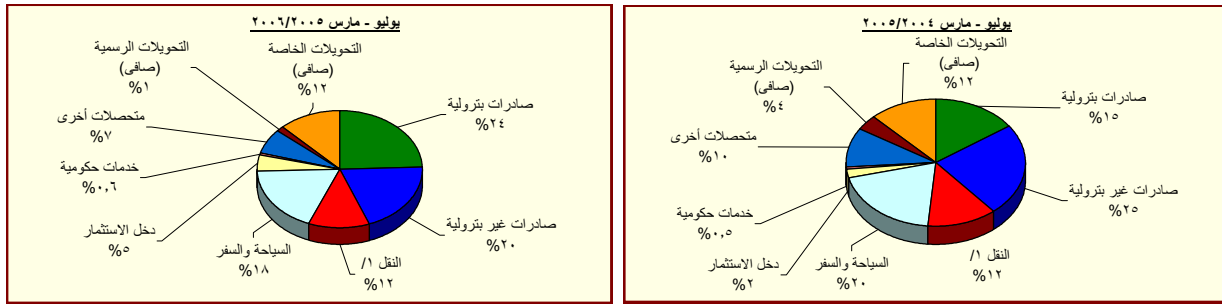 يوليو - مارس ٢٠٠٥/٢٠٠٤
التحويلات الخاصة
(صافى)
%١٢
صادرات بترولية
%١٥
صادرات غير بترولية
%٢٥
النقل ١/
%١٢
السياحة والسفر
%٢٠
دخل الاستثمار
%٢
خدمات حكومية
%٠,٥
متحصلات أخرى
%١٠
التحويلات الرسمية
(صافى)
%٤
يوليو - مارس ٢٠٠٦/٢٠٠٥
التحويلات الخاصة
(صافى)
%١٢
صادرات بترولية
%٢٤
صادرات غير بترولية
%٢٠
النقل ١/
%١٢
السياحة والسفر
%١٨
دخل الاستثمار
%٥
خدمات حكومية
%٠,٦
متحصلات أخرى
%٧
التحويلات الرسمية
(صافى)
%١